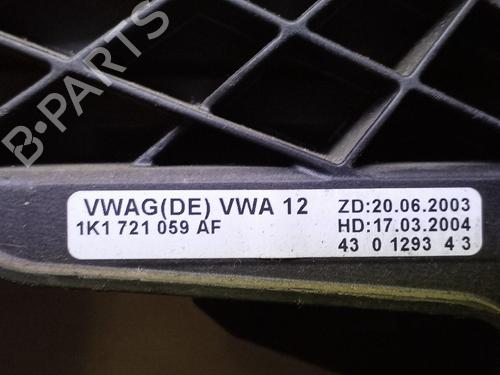 B-PARTS
VWAG(DE) VWA 12 ZD:20.06.2003
1K1 721 059 AF HD:17.03.2004
43 0 1293 4 3